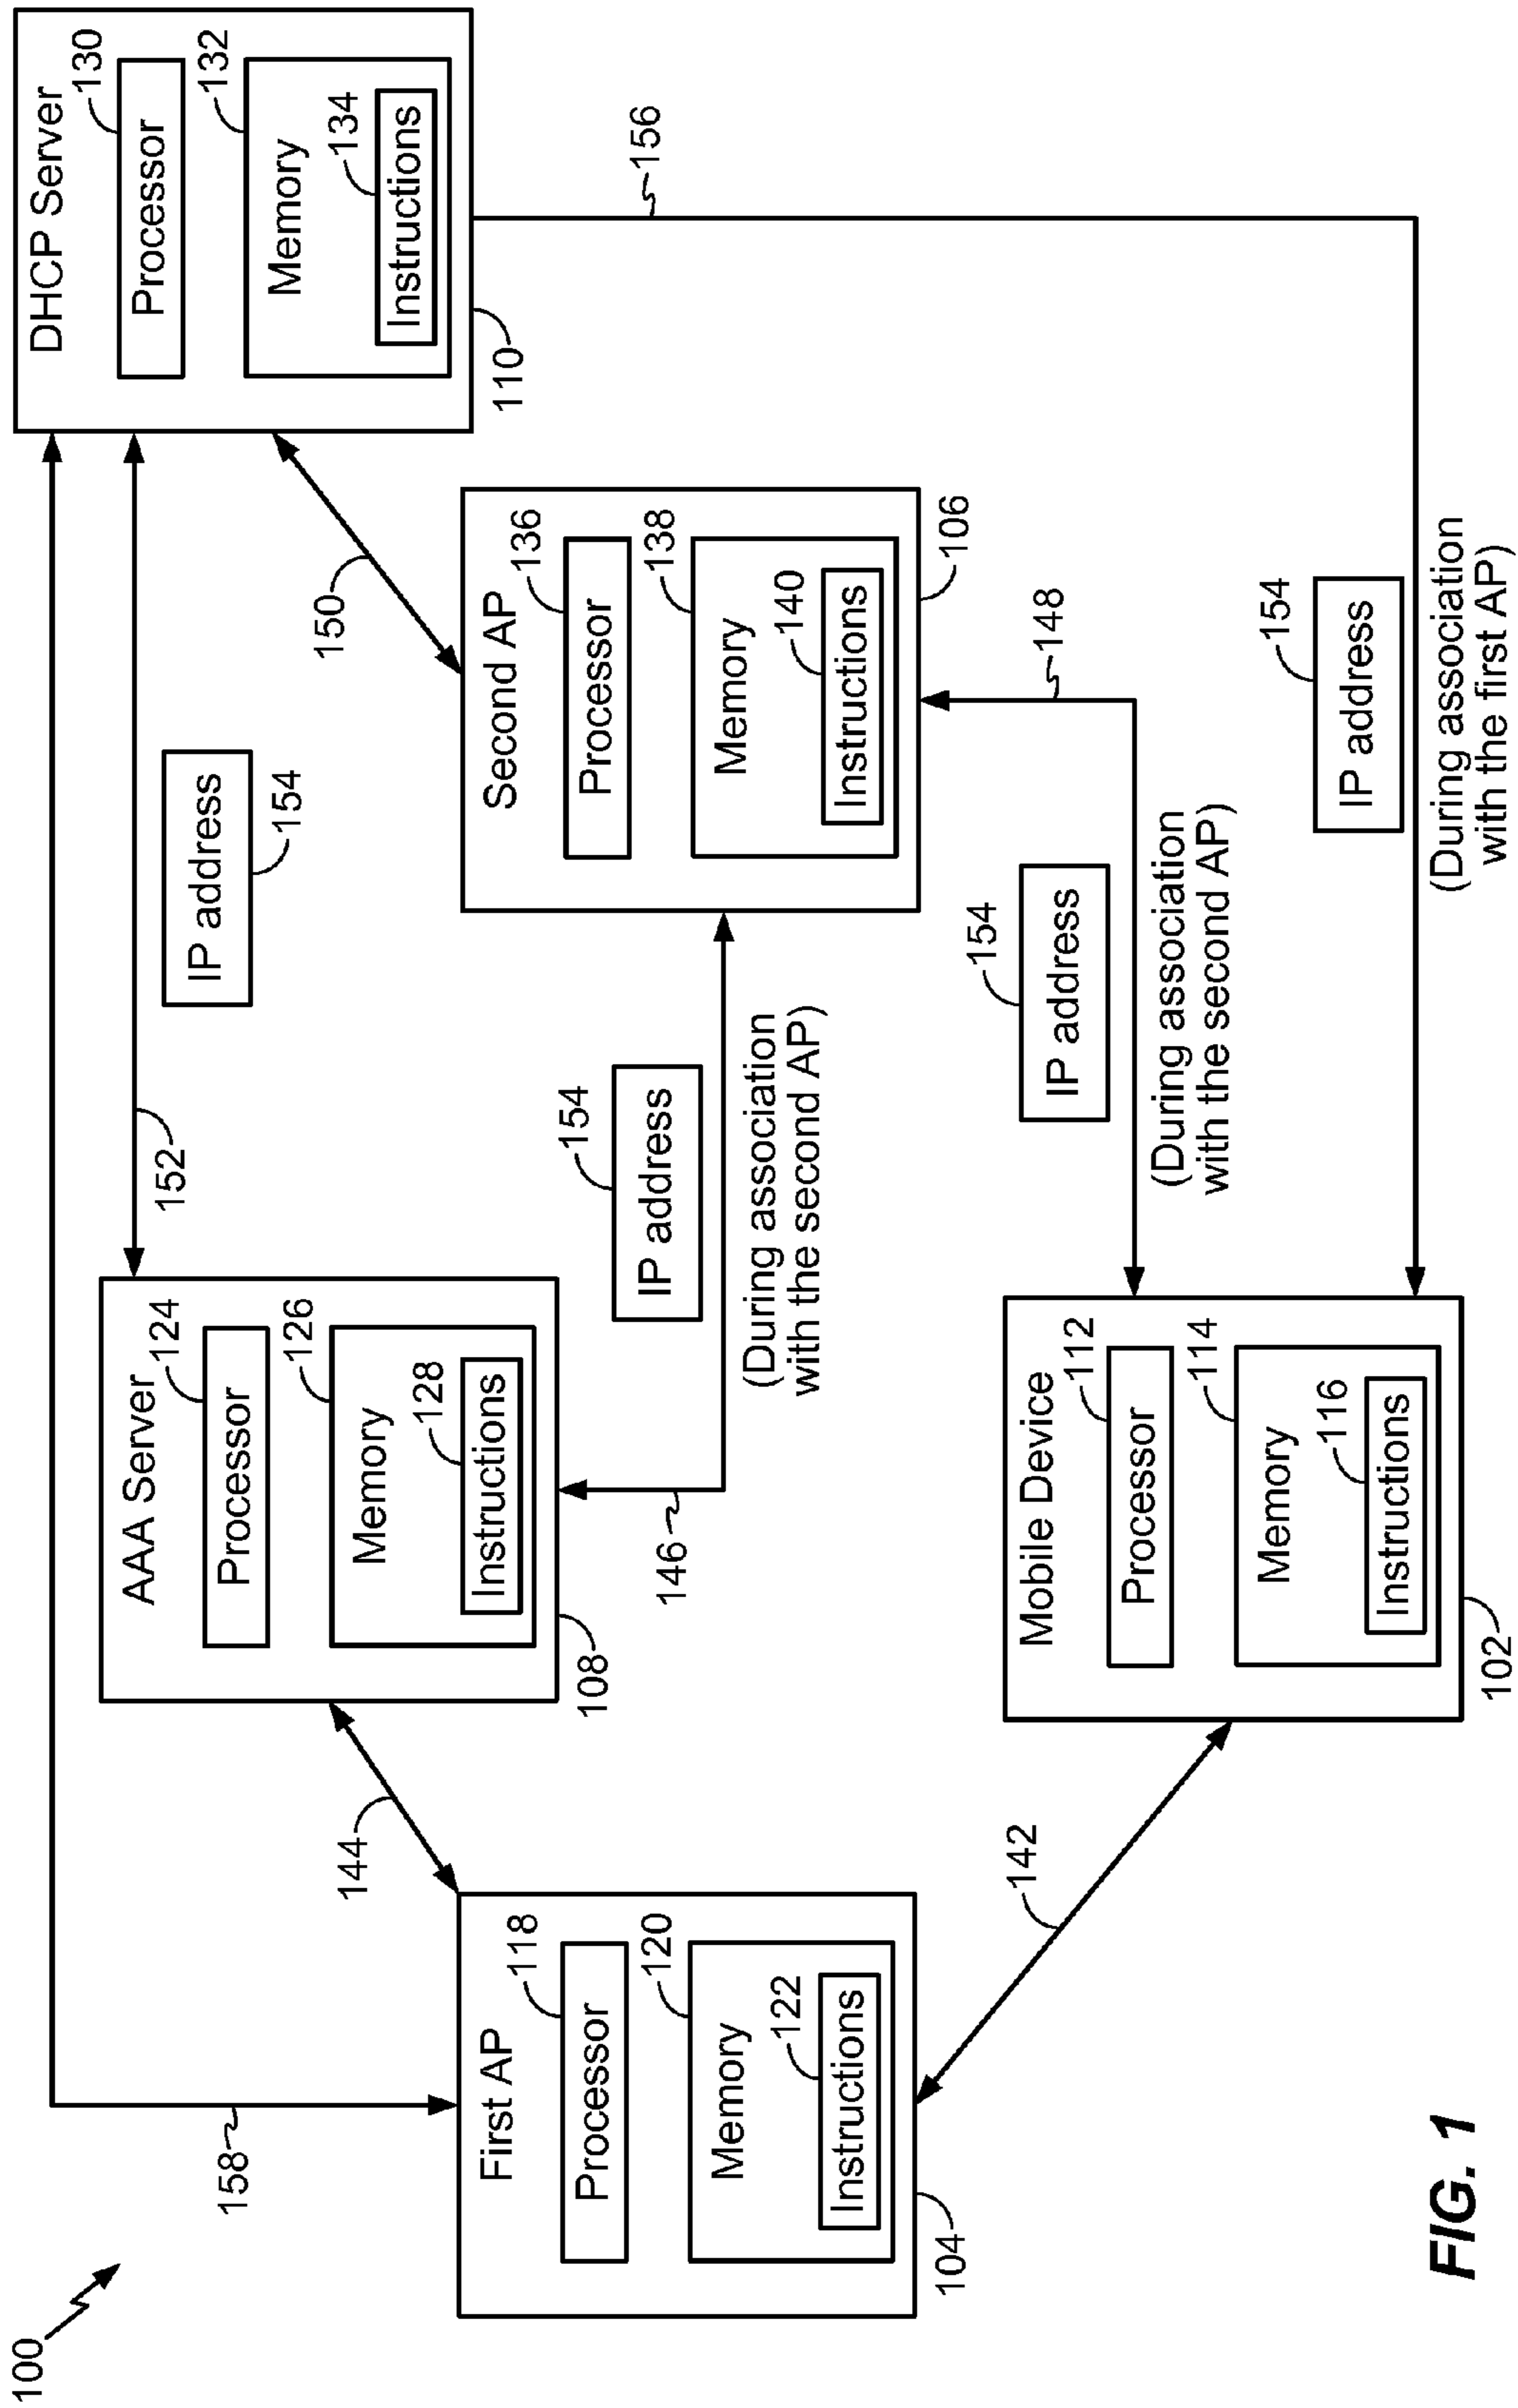 100
158
152
IP address
154
DHCP Server
130
Processor
132
Memory
134
Instructions
110
AAA Server
124
Processor
126
Memory
128
Instructions
108
144
150
156
First AP
118
Processor
120
Memory
122
Instructions
104
146
154
IP address
(During association
with the second AP)
Second AP
136
Processor
138
Memory
140
Instructions
106
148
142
Mobile Device
112
Processor
114
Memory
116
Instructions
102
154
IP address
(During association
with the second AP)
154
IP address
(During association
with the first AP)
FIG. 1